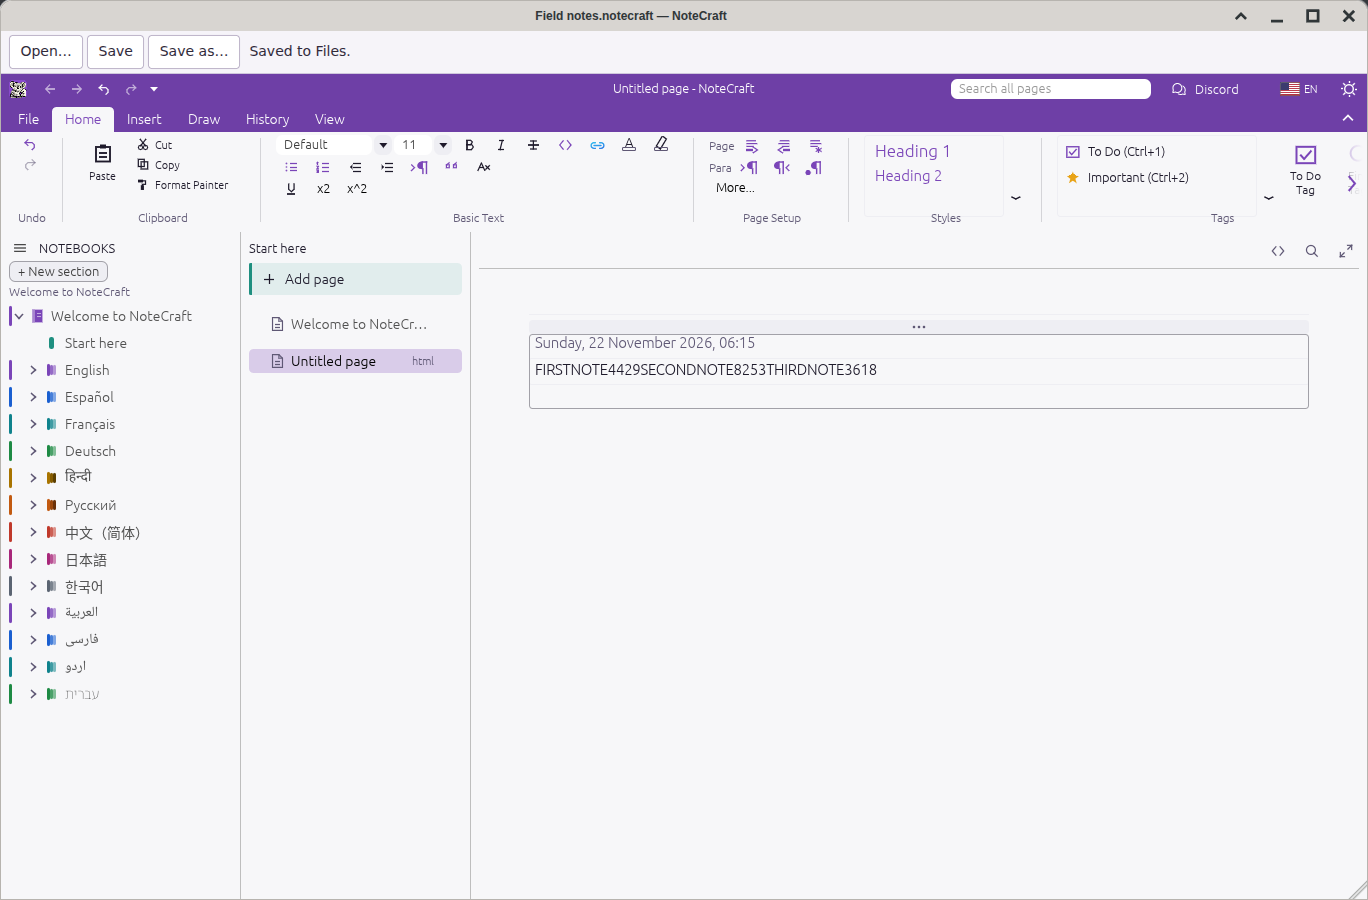 Field notes.notecraft — NoteCraft
Open... Save Save as... Saved to Files.
Untitled page - NoteCraft
Search all pages
Discord
EN
File Home Insert Draw History View
Paste
Cut
Copy
Format Painter
Default 11
B I
U x2 x^2
Page
Para
More...
Heading 1
Heading 2
To Do (Ctrl+1)
Important (Ctrl+2)
To Do
Tag
Undo Clipboard Basic Text Page Setup Styles Tags
NOTEBOOKS
+ New section
Welcome to NoteCraft
Welcome to NoteCraft
Start here
English
Español
Français
Deutsch
हिन्दी
Русский
中文（简体）
日本語
한국어
العربية
فارسی
اردو
עברית
Start here
+ Add page
Welcome to NoteCr...
Untitled page html
Sunday, 22 November 2026, 06:15
FIRSTNOTE4429SECONDNOTE8253THIRDNOTE3618